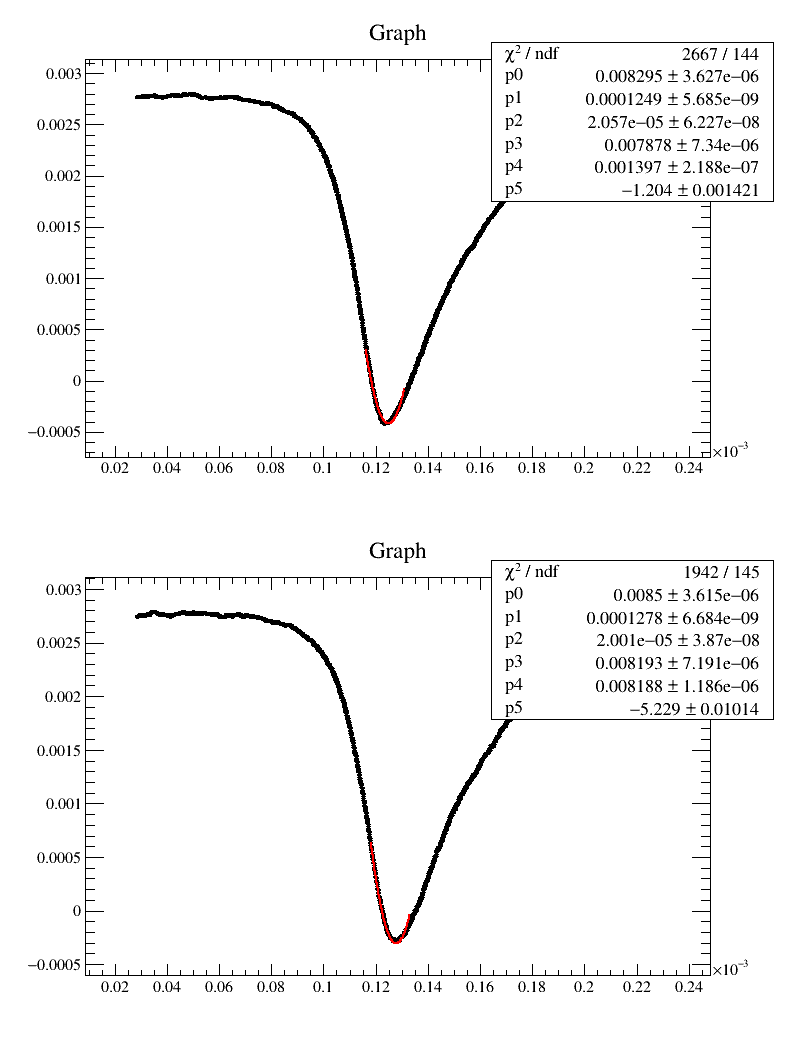 Graph
χ² / ndf 2667 / 144
p0 0.008295 ± 3.627e−06
p1 0.0001249 ± 5.685e−09
p2 2.057e−05 ± 6.227e−08
p3 0.007878 ± 7.34e−06
p4 0.001397 ± 2.188e−07
p5 −1.204 ± 0.001421
0.003
0.0025
0.002
0.0015
0.001
0.0005
0
−0.0005
×10⁻³
0.02 0.04 0.06 0.08 0.1 0.12 0.14 0.16 0.18 0.2 0.22 0.24
Graph
χ² / ndf 1942 / 145
p0 0.0085 ± 3.615e−06
p1 0.0001278 ± 6.684e−09
p2 2.001e−05 ± 3.87e−08
p3 0.008193 ± 7.191e−06
p4 0.008188 ± 1.186e−06
p5 −5.229 ± 0.01014
0.003
0.0025
0.002
0.0015
0.001
0.0005
0
−0.0005
×10⁻³
0.02 0.04 0.06 0.08 0.1 0.12 0.14 0.16 0.18 0.2 0.22 0.24